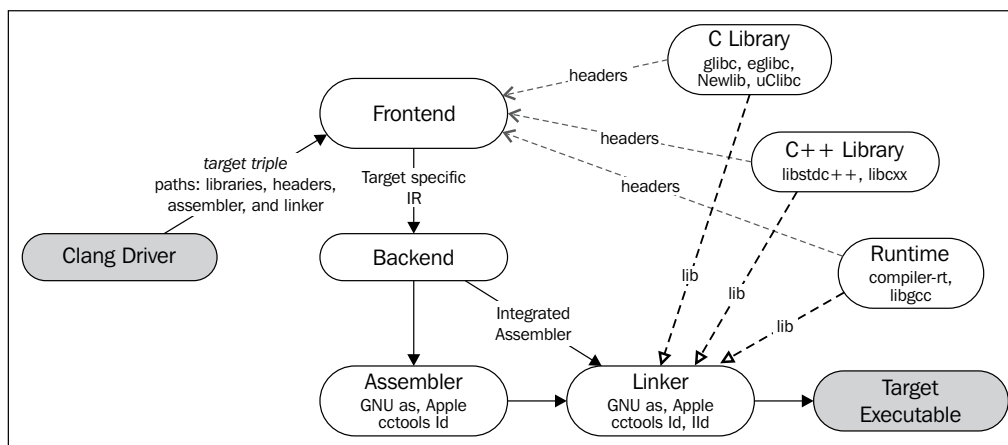 C Library
glibc, eglibc,
Newlib, uClibc
headers
Frontend
headers
C++ Library
libstdc++, libcxx
target triple
paths: libraries, headers,
assembler, and linker
Target specific
IR
headers
Clang Driver
Backend
Runtime
compiler-rt,
libgcc
lib
lib
lib
Integrated
Assembler
Assembler
GNU as, Apple
cctools ld
Linker
GNU as, Apple
cctools ld, lld
Target
Executable